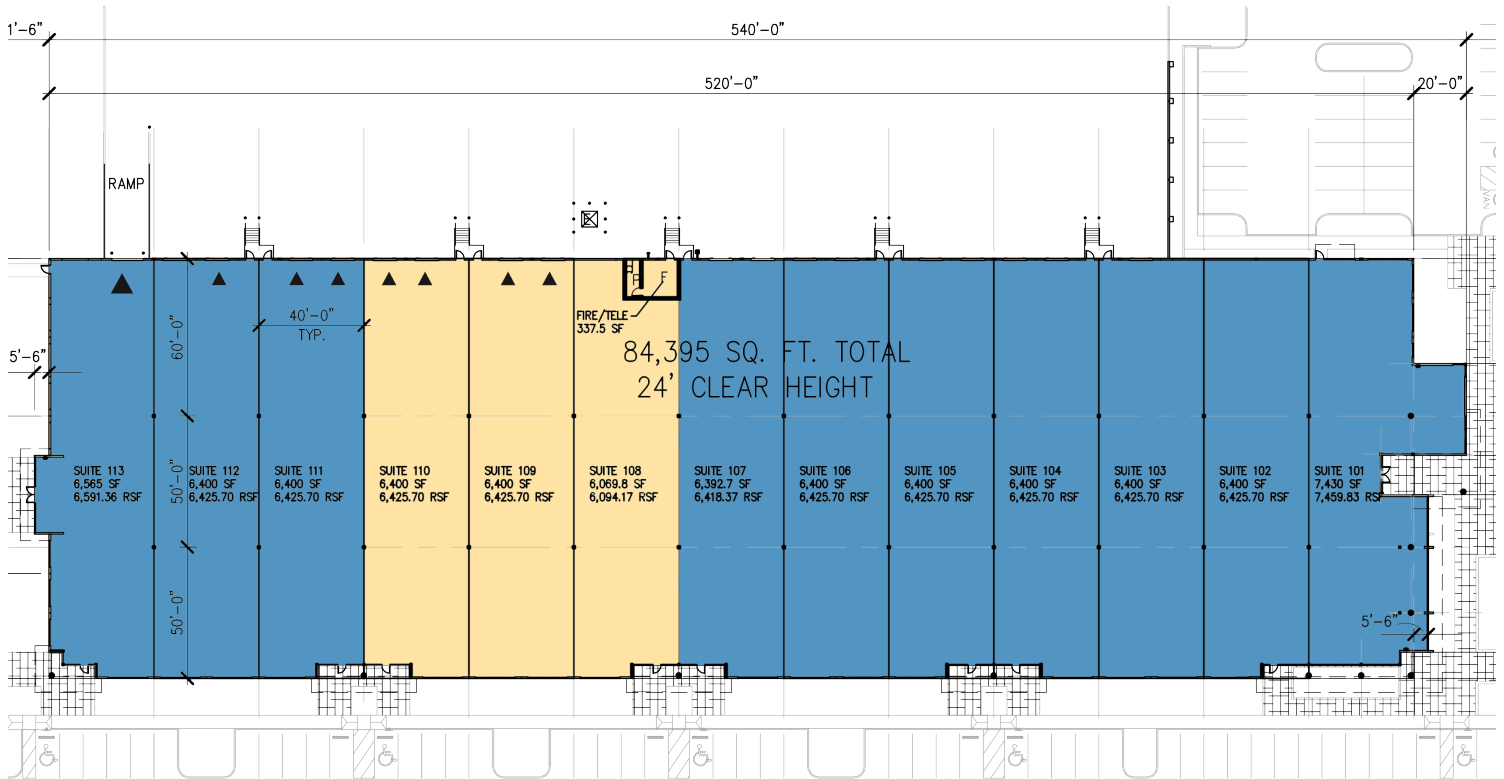 1'-6"
540'-0"
520'-0"
20'-0"
RAMP
VAN
P
F
FIRE/TELE
337.5 SF
40'-0"
TYP.
60'-0"
5'-6"
84,395 SQ. FT. TOTAL
24' CLEAR HEIGHT
SUITE 113
6,565 SF
6,591.36 RSF
SUITE 112
6,400 SF
6,425.70 RSF
SUITE 111
6,400 SF
6,425.70 RSF
SUITE 110
6,400 SF
6,425.70 RSF
SUITE 109
6,400 SF
6,425.70 RSF
SUITE 108
6,069.8 SF
6,094.17 RSF
SUITE 107
6,392.7 SF
6,418.37 RSF
SUITE 106
6,400 SF
6,425.70 RSF
SUITE 105
6,400 SF
6,425.70 RSF
SUITE 104
6,400 SF
6,425.70 RSF
SUITE 103
6,400 SF
6,425.70 RSF
SUITE 102
6,400 SF
6,425.70 RSF
SUITE 101
7,430 SF
7,459.83 RSF
50'-0"
50'-0"
5'-6"